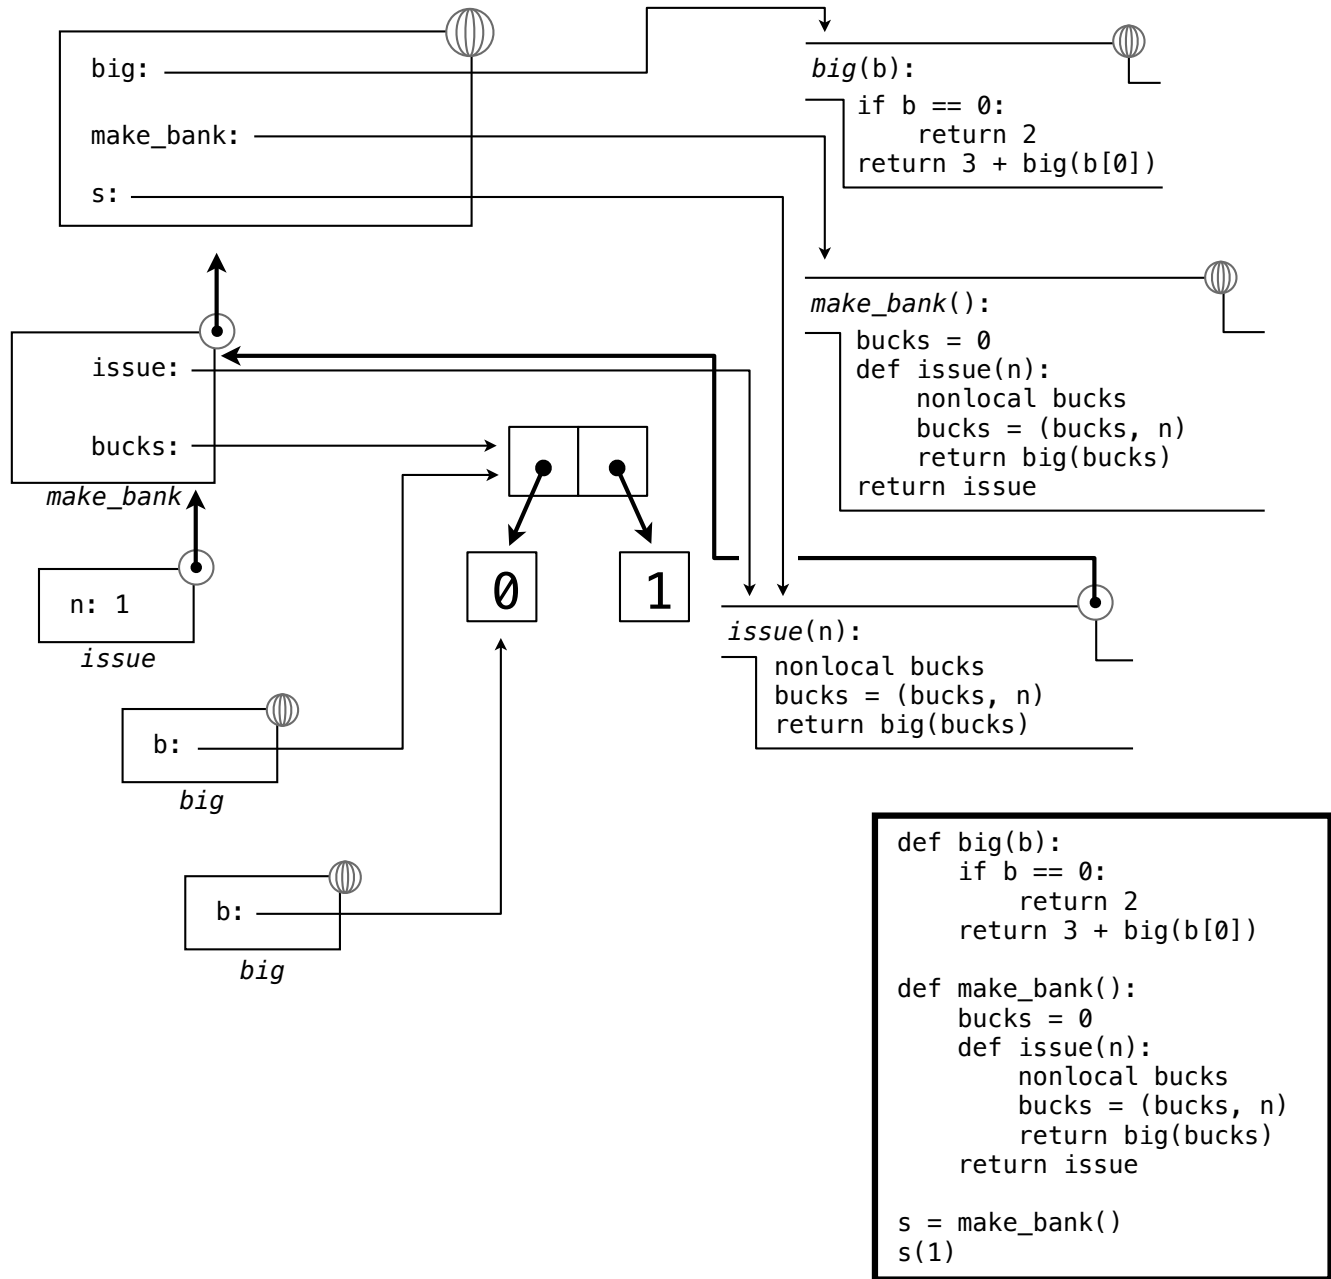 big:
make_bank:
s:
big(b):
    if b == 0:
        return 2
    return 3 + big(b[0])
make_bank():
    bucks = 0
    def issue(n):
        nonlocal bucks
        bucks = (bucks, n)
        return big(bucks)
    return issue
issue:
bucks:
make_bank
n: 1
issue
0
1
issue(n):
    nonlocal bucks
    bucks = (bucks, n)
    return big(bucks)
b:
big
b:
big
def big(b):
    if b == 0:
        return 2
    return 3 + big(b[0])
def make_bank():
    bucks = 0
    def issue(n):
        nonlocal bucks
        bucks = (bucks, n)
        return big(bucks)
    return issue
s = make_bank()
s(1)